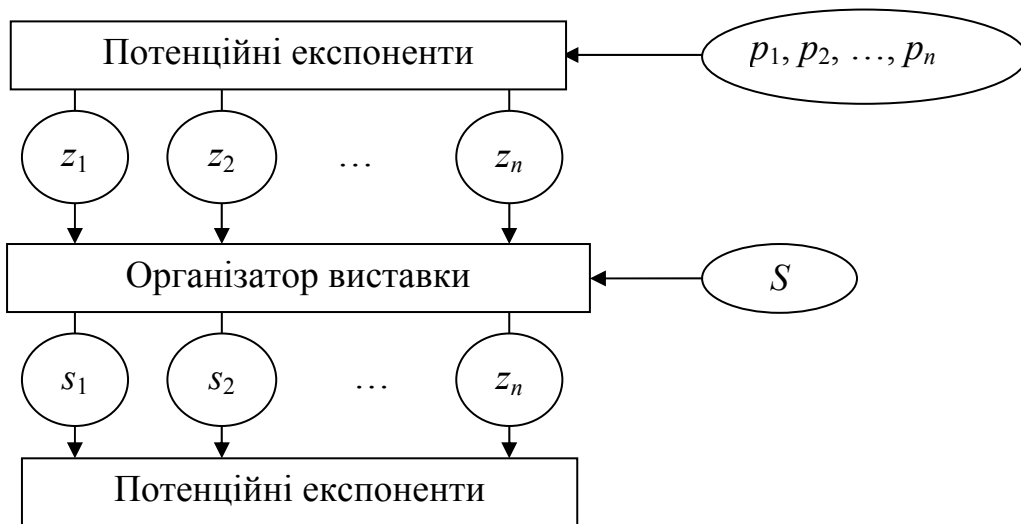 Потенційні експоненти
p₁, p₂, …, pₙ
z₁ z₂ … zₙ
Організатор виставки
S
s₁ s₂ … zₙ
Потенційні експоненти